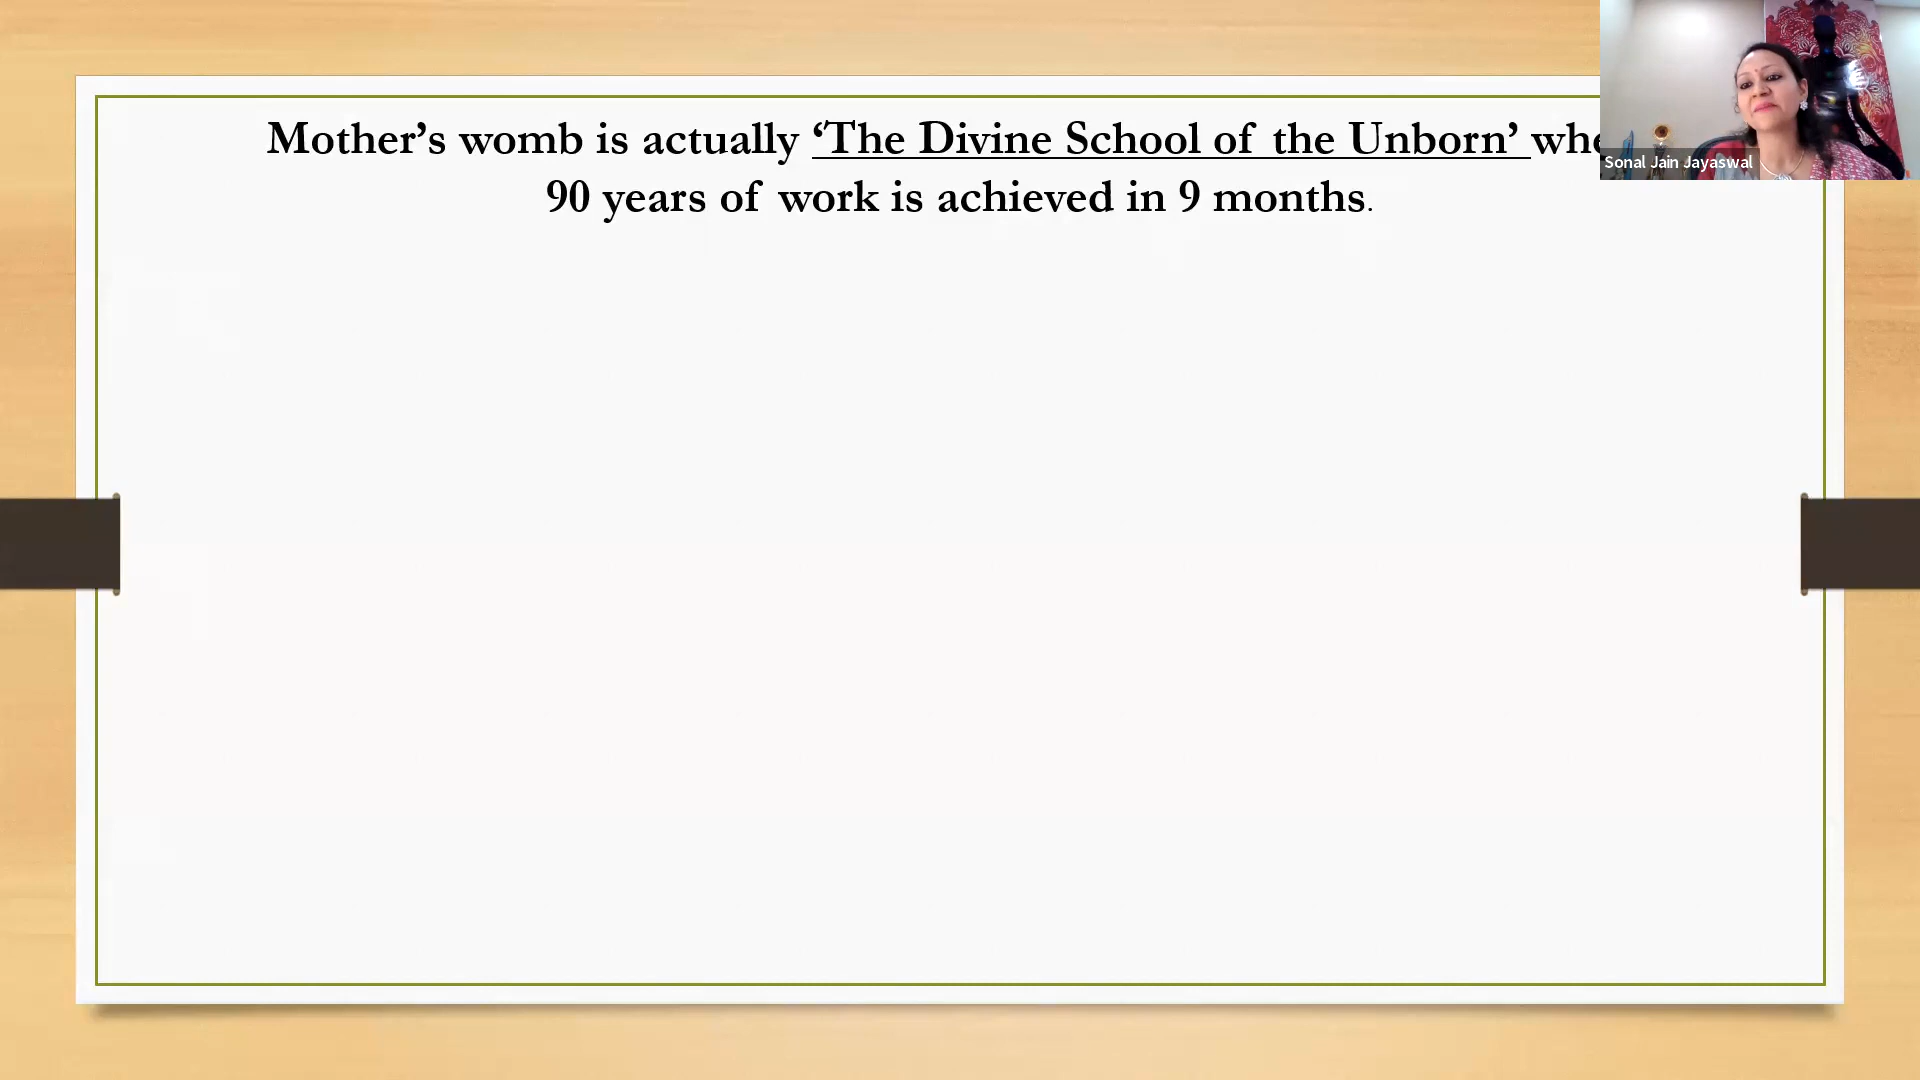 Mother’s womb is actually ‘The Divine School of the Unborn’
90 years of work is achieved in 9 months.
Sonal Jain Jayaswal